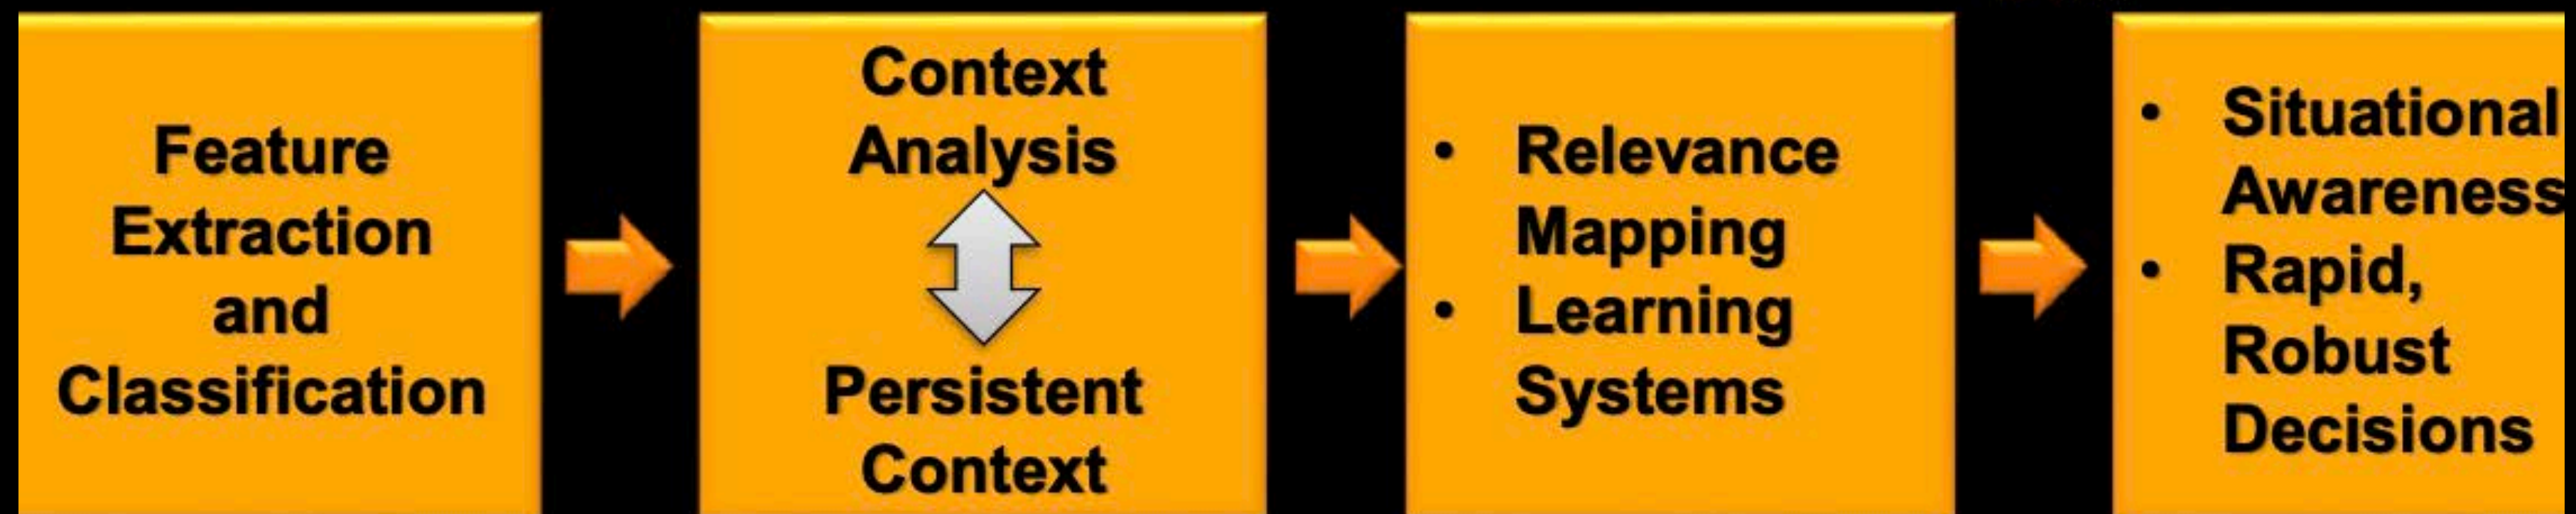 Feature
Extraction
and
Classification
Context
Analysis
Persistent
Context
• Relevance
Mapping
• Learning
Systems
• Situational
Awareness
• Rapid,
Robust
Decisions